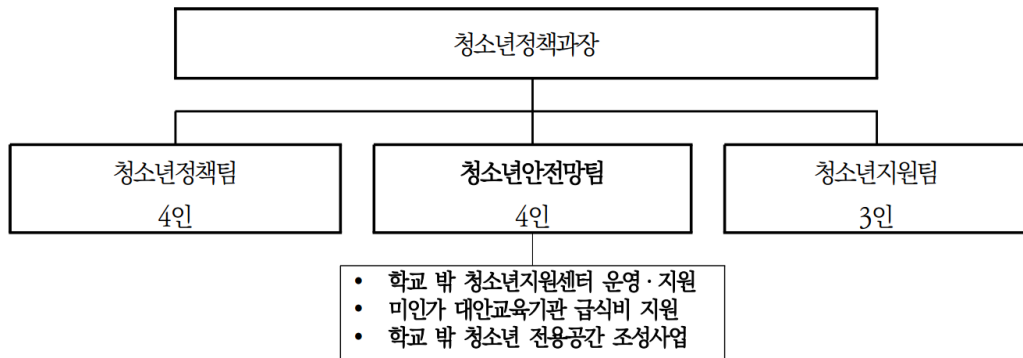 청소년정책과장
청소년정책팀
4인
청소년안전망팀
4인
청소년지원팀
3인
• 학교 밖 청소년지원센터 운영·지원
• 미인가 대안교육기관 급식비 지원
• 학교 밖 청소년 전용공간 조성사업